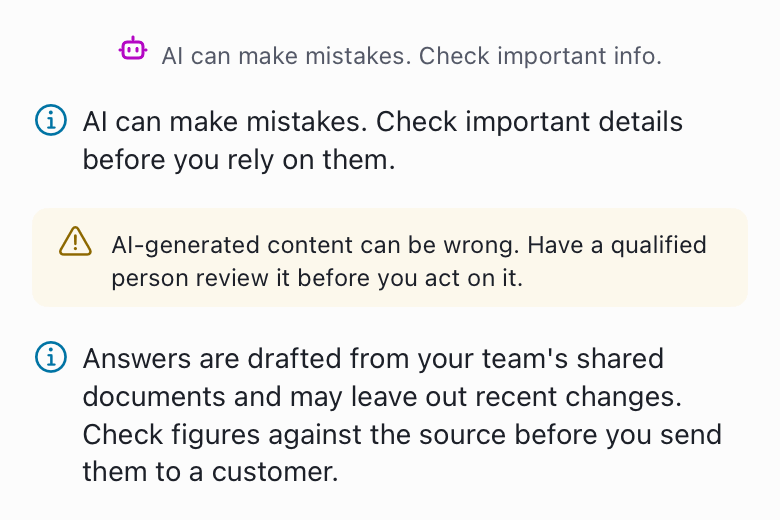 AI can make mistakes. Check important info.
AI can make mistakes. Check important details
before you rely on them.
AI-generated content can be wrong. Have a qualified
person review it before you act on it.
Answers are drafted from your team's shared
documents and may leave out recent changes.
Check figures against the source before you send
them to a customer.